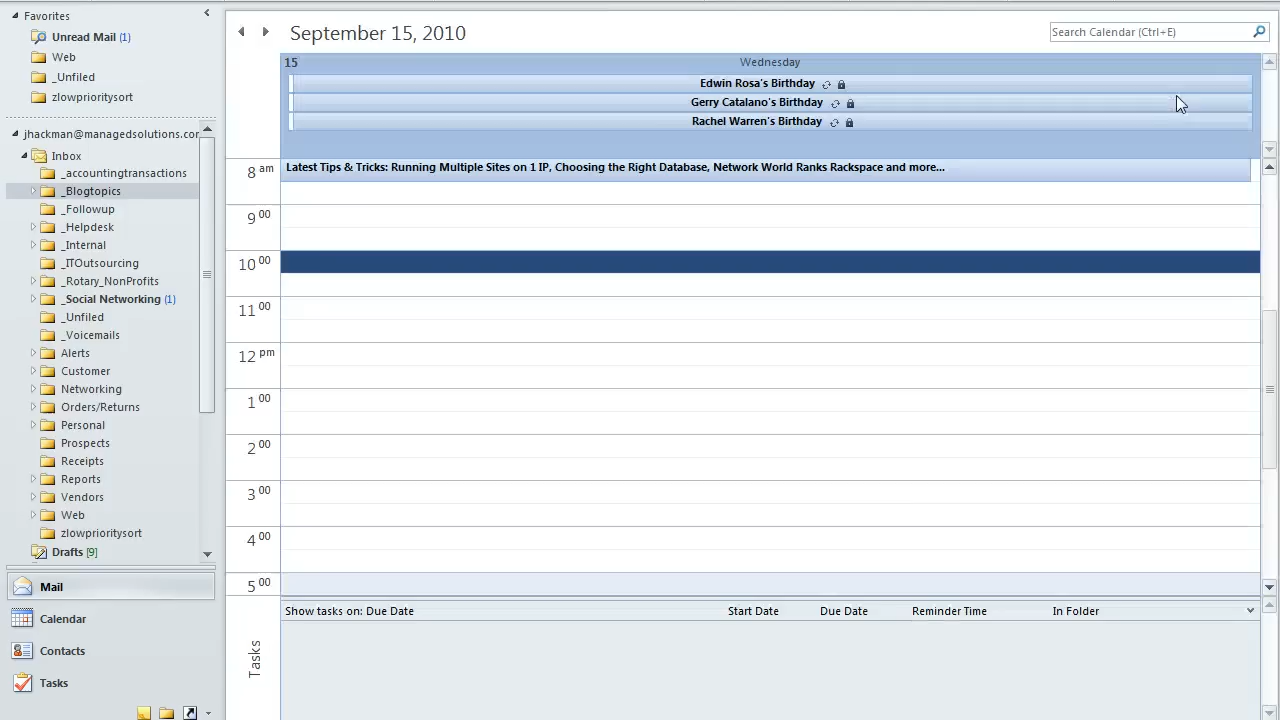 Favorites
Unread Mail (1)
Web
_Unfiled
zlowprioritysort
jhackman@managedsolutions.cor
Inbox
_accountingtransactions
_Blogtopics
_Followup
_Helpdesk
_Internal
_ITOutsourcing
_Rotary_NonProfits
_Social Networking (1)
_Unfiled
_Voicemails
Alerts
Customer
Networking
Orders/Returns
Personal
Prospects
Receipts
Reports
Vendors
Web
zlowprioritysort
Drafts [9]
Mail
Calendar
Contacts
Tasks
September 15, 2010
Search Calendar (Ctrl+E)
15 Wednesday
Edwin Rosa's Birthday
Gerry Catalano's Birthday
Rachel Warren's Birthday
8 am Latest Tips & Tricks: Running Multiple Sites on 1 IP, Choosing the Right Database, Network World Ranks Rackspace and more...
9 00
10 00
11 00
12 pm
1 00
2 00
3 00
4 00
5 00
Show tasks on: Due Date Start Date Due Date Reminder Time In Folder
Tasks